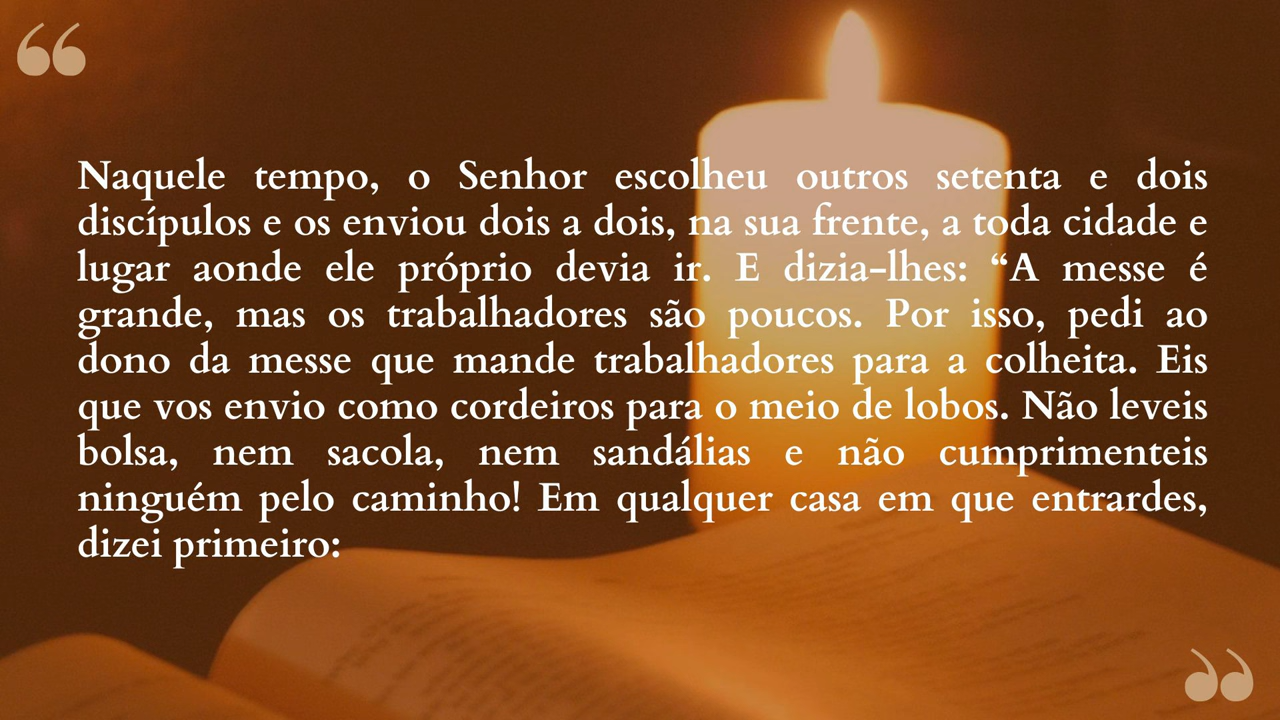 Naquele tempo, o Senhor escolheu outros setenta e dois
discípulos e os enviou dois a dois, na sua frente, a toda cidade e
lugar aonde ele próprio devia ir. E dizia-lhes: “A messe é
grande, mas os trabalhadores são poucos. Por isso, pedi ao
dono da messe que mande trabalhadores para a colheita. Eis
que vos envio como cordeiros para o meio de lobos. Não leveis
bolsa, nem sacola, nem sandálias e não cumprimenteis
ninguém pelo caminho! Em qualquer casa em que entrardes,
dizei primeiro: